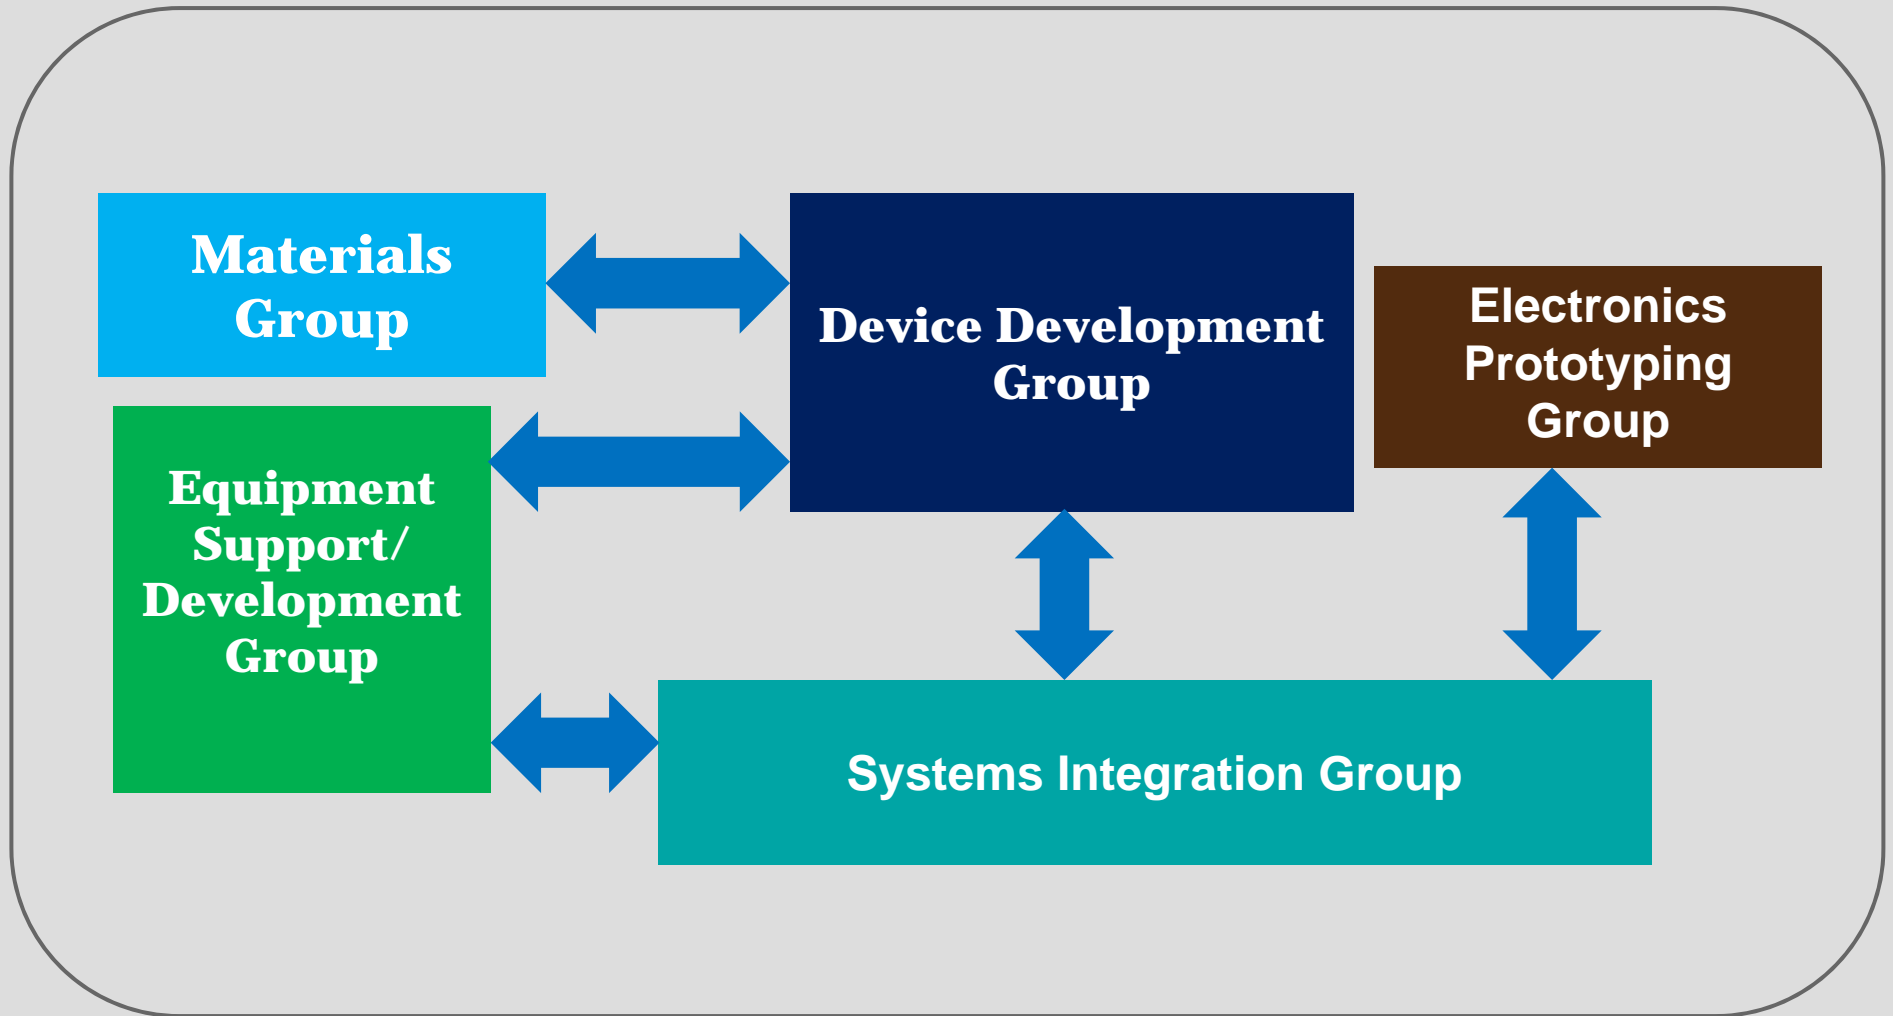 Materials
Group
Device Development
Group
Electronics
Prototyping
Group
Equipment
Support/
Development
Group
Systems Integration Group